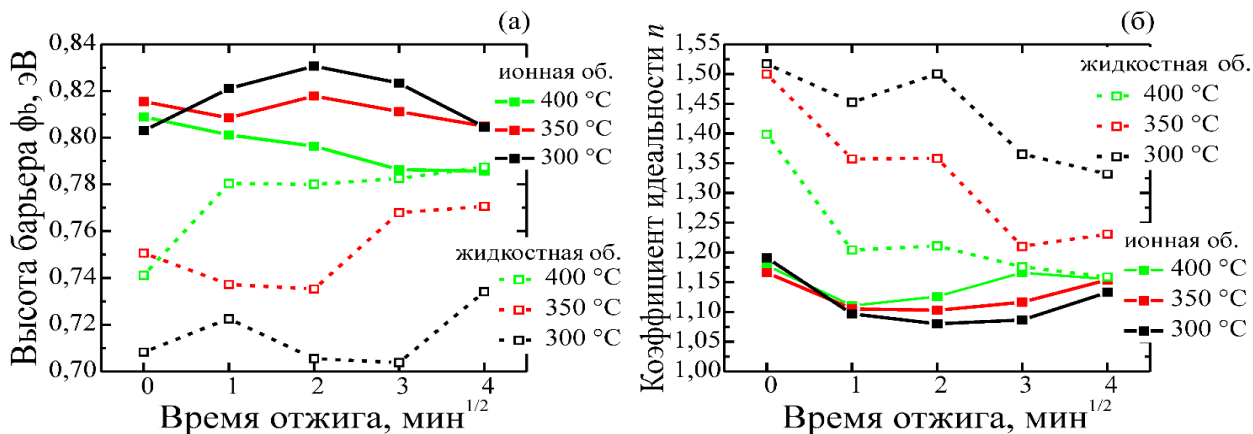 (а)
Высота барьера φb, эВ
0,84
0,82
0,80
0,78
0,76
0,74
0,72
0,70
ионная об.
400 °C
350 °C
300 °C
жидкостная об.
400 °C
350 °C
300 °C
0 1 2 3 4
Время отжига, мин1/2
(б)
Коэффициент идеальности n
1,55
1,50
1,45
1,40
1,35
1,30
1,25
1,20
1,15
1,10
1,05
1,00
жидкостная об.
400 °C
350 °C
300 °C
ионная об.
400 °C
350 °C
300 °C
0 1 2 3 4
Время отжига, мин1/2